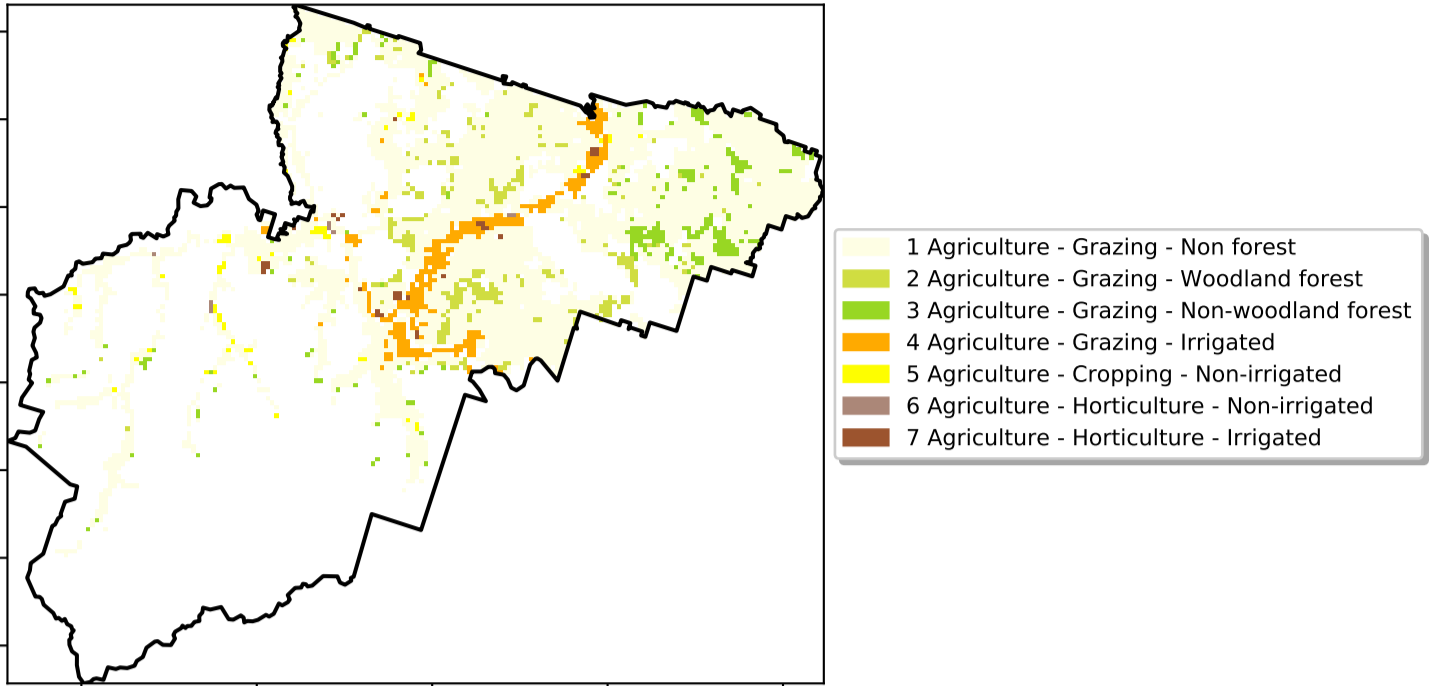 1 Agriculture - Grazing - Non forest
2 Agriculture - Grazing - Woodland forest
3 Agriculture - Grazing - Non-woodland forest
4 Agriculture - Grazing - Irrigated
5 Agriculture - Cropping - Non-irrigated
6 Agriculture - Horticulture - Non-irrigated
7 Agriculture - Horticulture - Irrigated